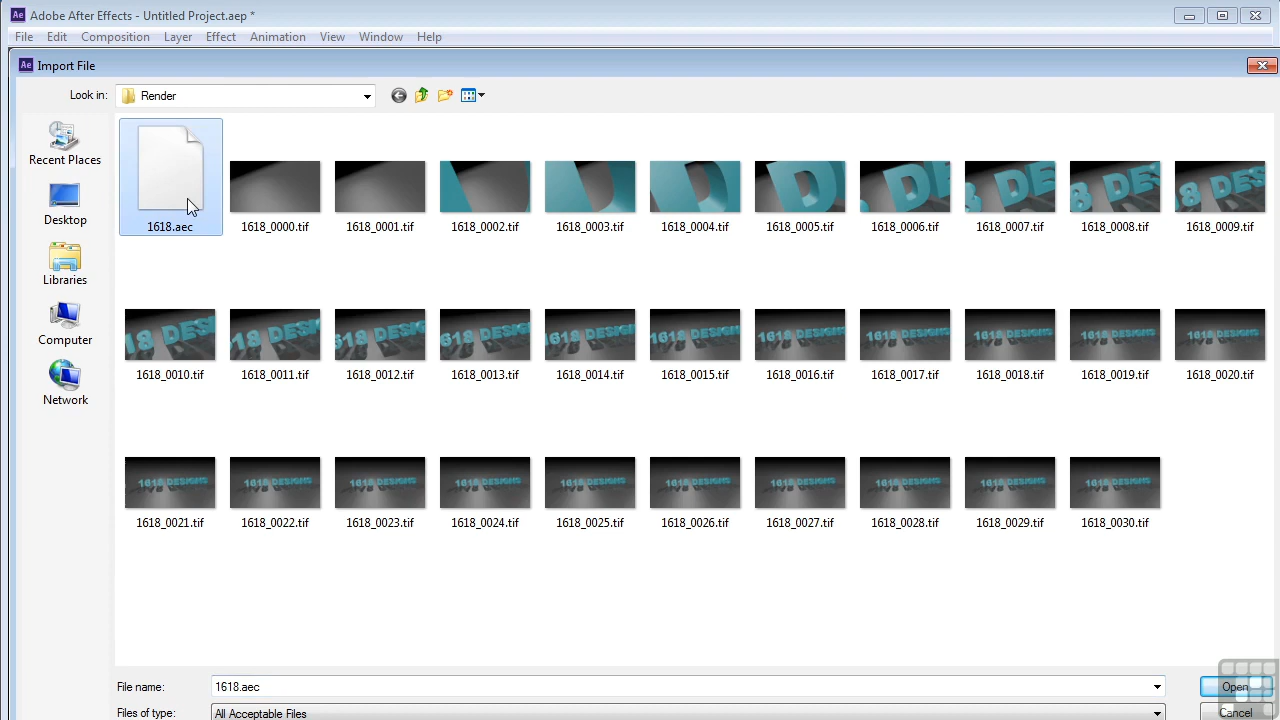 Adobe After Effects - Untitled Project.aep *
File Edit Composition Layer Effect Animation View Window Help
Import File
Look in: Render
Recent Places
Desktop
Libraries
Computer
Network
1618.aec 1618_0000.tif 1618_0001.tif 1618_0002.tif 1618_0003.tif 1618_0004.tif 1618_0005.tif 1618_0006.tif 1618_0007.tif 1618_0008.tif 1618_0009.tif
1618_0010.tif 1618_0011.tif 1618_0012.tif 1618_0013.tif 1618_0014.tif 1618_0015.tif 1618_0016.tif 1618_0017.tif 1618_0018.tif 1618_0019.tif 1618_0020.tif
1618_0021.tif 1618_0022.tif 1618_0023.tif 1618_0024.tif 1618_0025.tif 1618_0026.tif 1618_0027.tif 1618_0028.tif 1618_0029.tif 1618_0030.tif
File name: 1618.aec Open
Files of type: All Acceptable Files Cancel